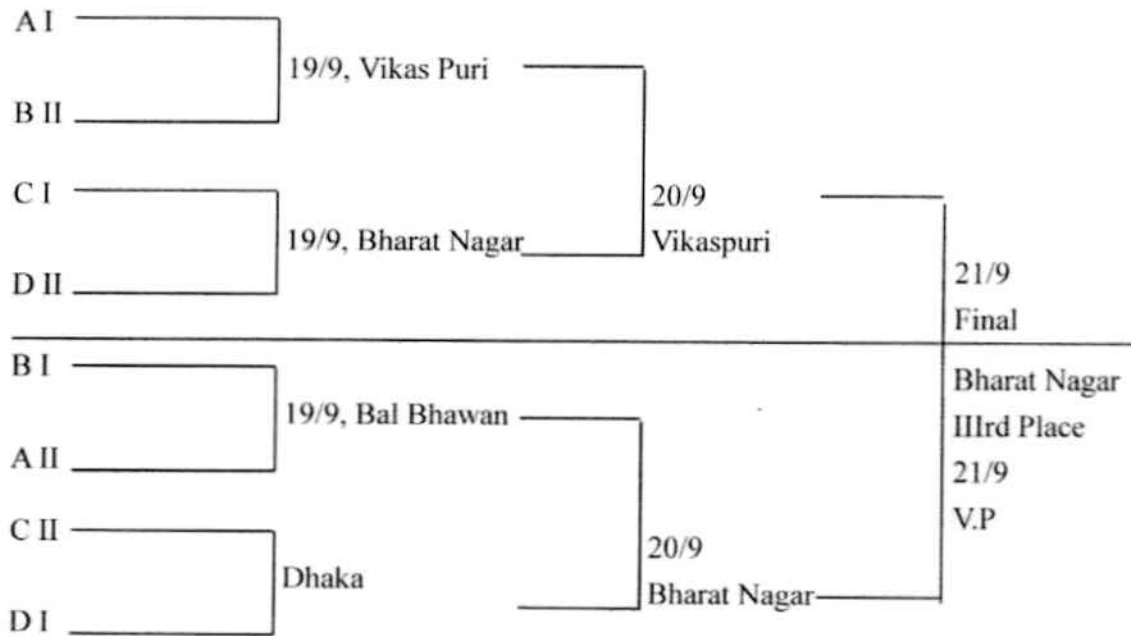 A I
19/9, Vikas Puri
B II
C I
20/9
19/9, Bharat Nagar
Vikaspuri
D II
21/9
Final
B I
Bharat Nagar
19/9, Bal Bhawan
IIIrd Place
A II
21/9
V.P
C II
20/9
Dhaka
Bharat Nagar
D I